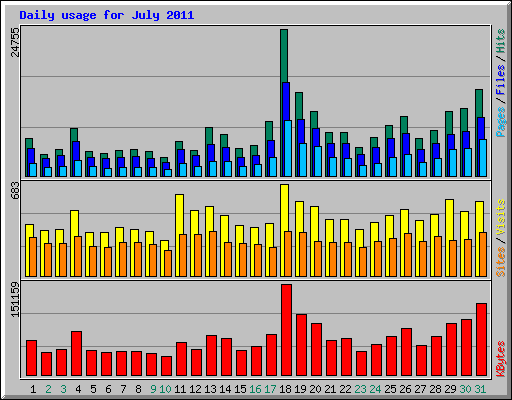 Daily usage for July 2011
24755
Pages / Files / Hits
683
Sites / Visits
151159
KBytes
1 2 3 4 5 6 7 8 9 10 11 12 13 14 15 16 17 18 19 20 21 22 23 24 25 26 27 28 29 30 31